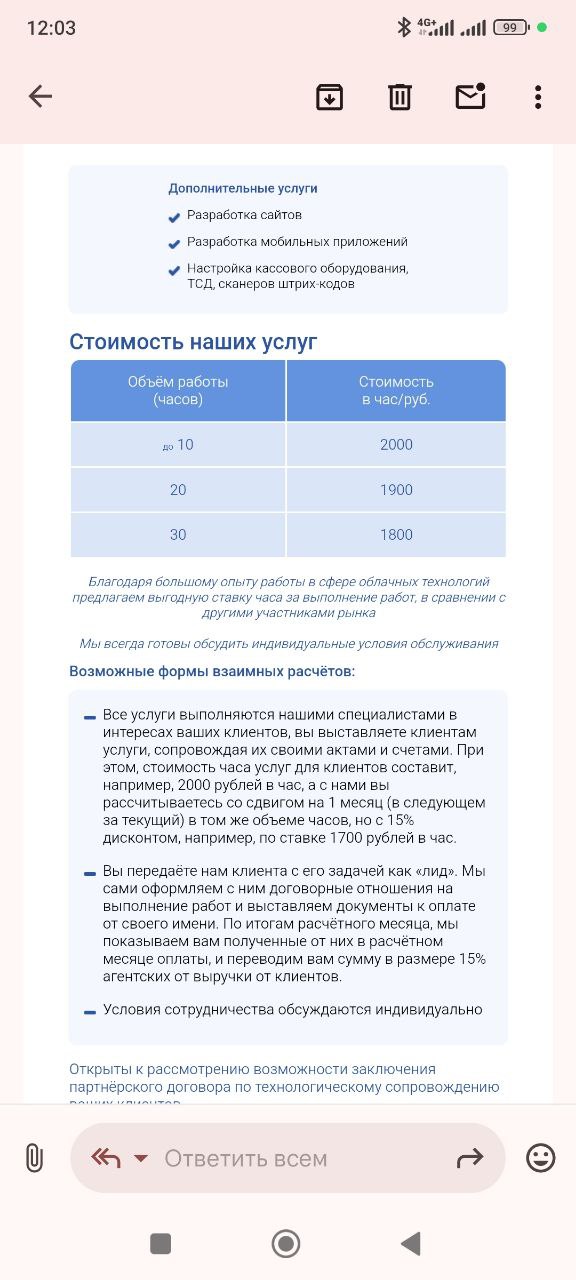 12:03
4G+
99
Дополнительные услуги
Разработка сайтов
Разработка мобильных приложений
Настройка кассового оборудования,
ТСД, сканеров штрих-кодов
Стоимость наших услуг
Объём работы
(часов)
Стоимость
в час/руб.
до 10
2000
20
1900
30
1800
Благодаря большому опыту работы в сфере облачных технологий
предлагаем выгодную ставку часа за выполнение работ, в сравнении с
другими участниками рынка
Мы всегда готовы обсудить индивидуальные условия обслуживания
Возможные формы взаимных расчётов:
Все услуги выполняются нашими специалистами в
интересах ваших клиентов, вы выставляете клиентам
услуги, сопровождая их своими актами и счетами. При
этом, стоимость часа услуг для клиентов составит,
например, 2000 рублей в час, а с нами вы
рассчитываетесь со сдвигом на 1 месяц (в следующем
за текущий) в том же объеме часов, но с 15%
дисконтом, например, по ставке 1700 рублей в час.
Вы передаёте нам клиента с его задачей как «лид». Мы
сами оформляем с ним договорные отношения на
выполнение работ и выставляем документы к оплате
от своего имени. По итогам расчётного месяца, мы
показываем вам полученные от них в расчётном
месяце оплаты, и переводим вам сумму в размере 15%
агентских от выручки от клиентов.
Условия сотрудничества обсуждаются индивидуально
Открыты к рассмотрению возможности заключения
партнёрского договора по технологическому сопровождению
ваших клиентов
Ответить всем